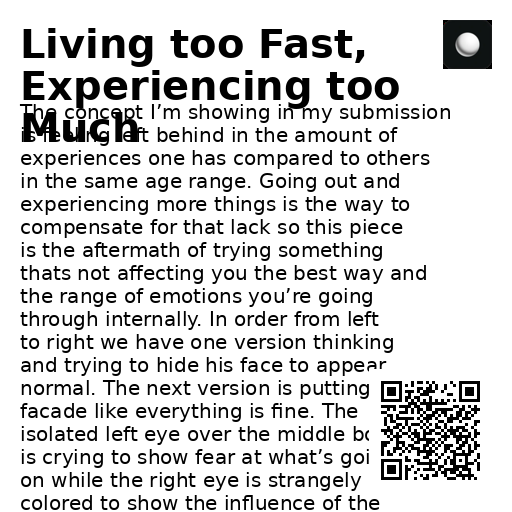 Living too Fast,
Experiencing too
Much
The concept I’m showing in my submission
is feeling left behind in the amount of
experiences one has compared to others
in the same age range. Going out and
experiencing more things is the way to
compensate for that lack so this piece
is the aftermath of trying something
thats not affecting you the best way and
the range of emotions you’re going
through internally. In order from left
to right we have one version thinking
and trying to hide his face to appear
normal. The next version is putting
facade like everything is fine. The
isolated left eye over the middle
is crying to show fear at what’s
on while the right eye is strangely
colored to show the influence of the